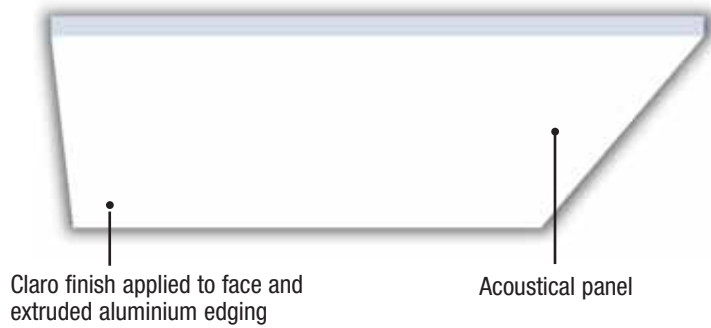 Claro finish applied to face and
extruded aluminium edging
Acoustical panel